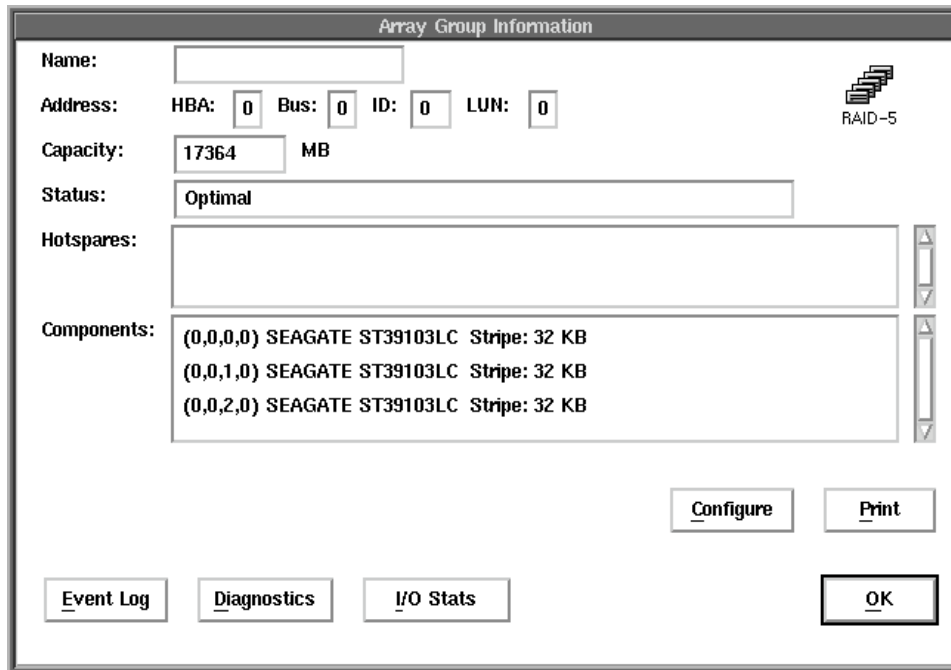 Array Group Information
Name:
Address: HBA: 0 Bus: 0 ID: 0 LUN: 0
RAID-5
Capacity: 17364 MB
Status: Optimal
Hotspares:
Components: (0,0,0,0) SEAGATE ST39103LC Stripe: 32 KB
(0,0,1,0) SEAGATE ST39103LC Stripe: 32 KB
(0,0,2,0) SEAGATE ST39103LC Stripe: 32 KB
Configure Print
Event Log Diagnostics I/O Stats OK